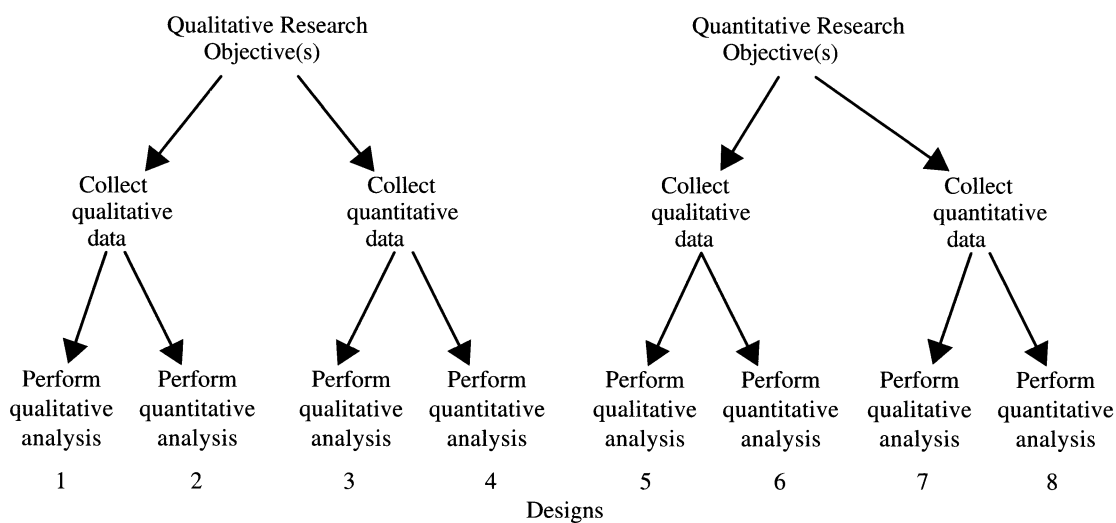 Qualitative Research
Objective(s)
Quantitative Research
Objective(s)
Collect
qualitative
data
Collect
quantitative
data
Collect
qualitative
data
Collect
quantitative
data
Perform
qualitative
analysis
1
Perform
quantitative
analysis
2
Perform
qualitative
analysis
3
Perform
quantitative
analysis
4
Perform
qualitative
analysis
5
Perform
quantitative
analysis
6
Perform
qualitative
analysis
7
Perform
quantitative
analysis
8
Designs